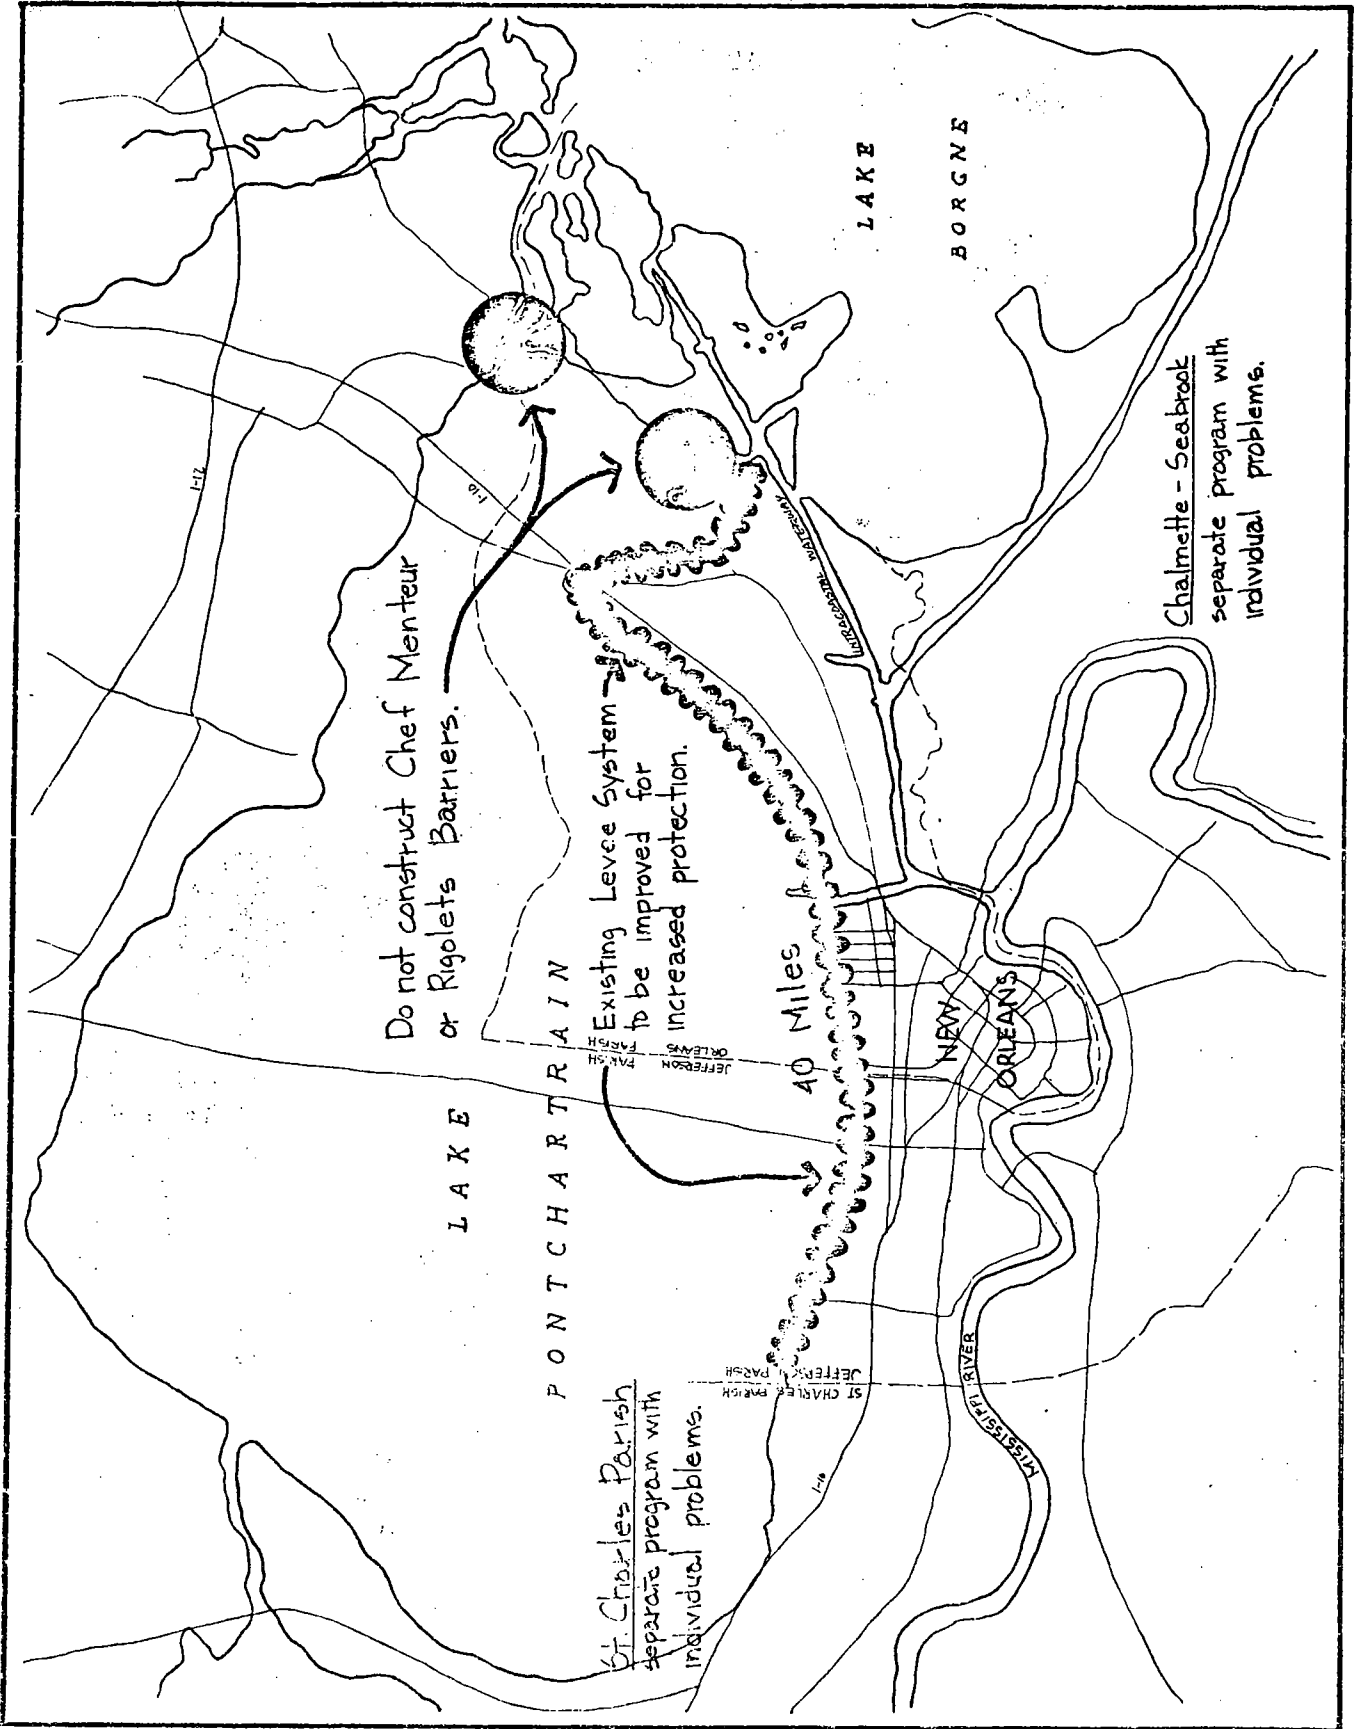 Do not construct Chef Menteur
or Rigolets Barriers.
LAKE
PONTCHARTRAIN
Existing Levee System
to be improved for
increased protection.
ORLEANS PARISH
JEFFERSON PARISH
40 Miles
St. Charles Parish
separate program with
individual problems.
ST CHARLES PARISH
JEFFERSON PARISH
NEW
ORLEANS
MISSISSIPPI RIVER
INTRACOASTAL WATERWAY
LAKE
BORGNE
Chalmette - Seabrook
separate program with
individual problems.
I-12
I-10
I-10